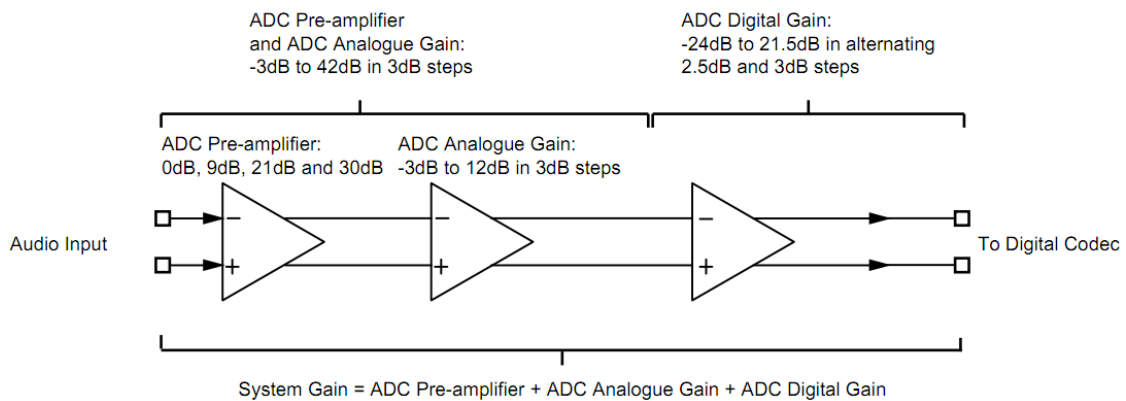 ADC Pre-amplifier
and ADC Analogue Gain:
-3dB to 42dB in 3dB steps
ADC Digital Gain:
-24dB to 21.5dB in alternating
2.5dB and 3dB steps
ADC Pre-amplifier:
0dB, 9dB, 21dB and 30dB
ADC Analogue Gain:
-3dB to 12dB in 3dB steps
Audio Input
− − −
+ + +
To Digital Codec
System Gain = ADC Pre-amplifier + ADC Analogue Gain + ADC Digital Gain